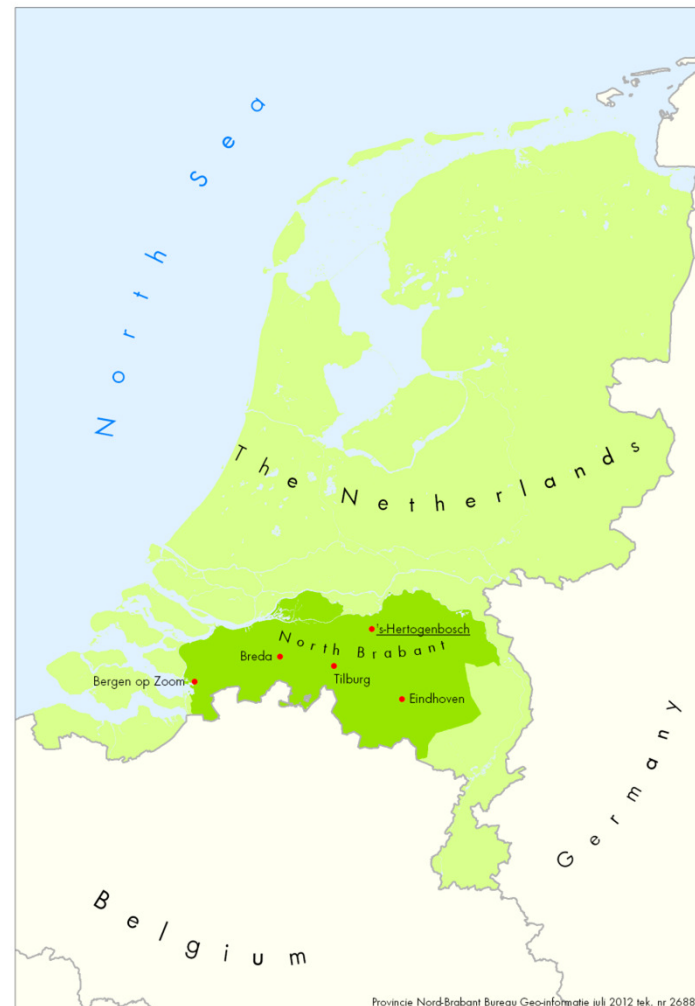 North Sea
The Netherlands
's-Hertogenbosch
North Brabant
Breda
Tilburg
Bergen op Zoom
Eindhoven
Germany
Belgium
Provincie Nord-Brabant Bureau Geo-informatie juli 2012 tek. nr 2688